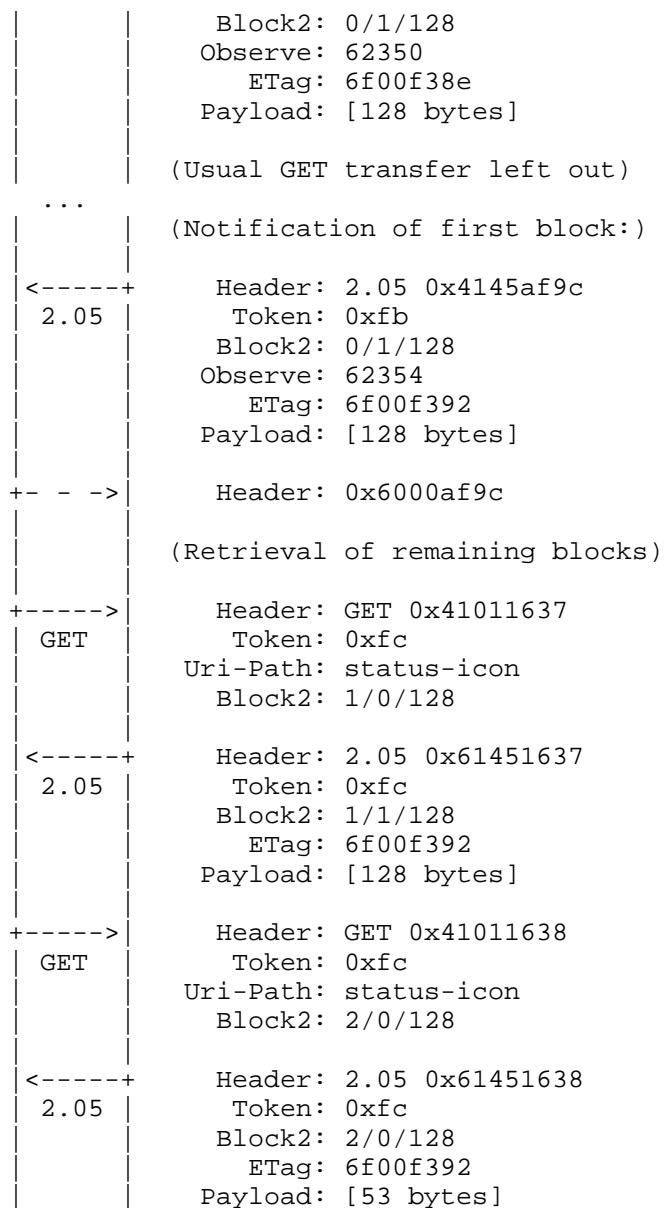 |     |     Block2: 0/1/128
|     |    Observe: 62350
|     |       ETag: 6f00f38e
|     |    Payload: [128 bytes]
|     |
|     |  (Usual GET transfer left out)
...
|     |  (Notification of first block:)
|     |
|<-----+     Header: 2.05 0x4145af9c
| 2.05 |      Token: 0xfb
|     |     Block2: 0/1/128
|     |    Observe: 62354
|     |       ETag: 6f00f392
|     |    Payload: [128 bytes]
|     |
+- - ->|     Header: 0x6000af9c
|     |
|     |  (Retrieval of remaining blocks)
|     |
+----->|     Header: GET 0x41011637
| GET |      Token: 0xfc
|     |   Uri-Path: status-icon
|     |     Block2: 1/0/128
|     |
|<-----+     Header: 2.05 0x61451637
| 2.05 |      Token: 0xfc
|     |     Block2: 1/1/128
|     |       ETag: 6f00f392
|     |    Payload: [128 bytes]
|     |
+----->|     Header: GET 0x41011638
| GET |      Token: 0xfc
|     |   Uri-Path: status-icon
|     |     Block2: 2/0/128
|     |
|<-----+     Header: 2.05 0x61451638
| 2.05 |      Token: 0xfc
|     |     Block2: 2/0/128
|     |       ETag: 6f00f392
|     |    Payload: [53 bytes]